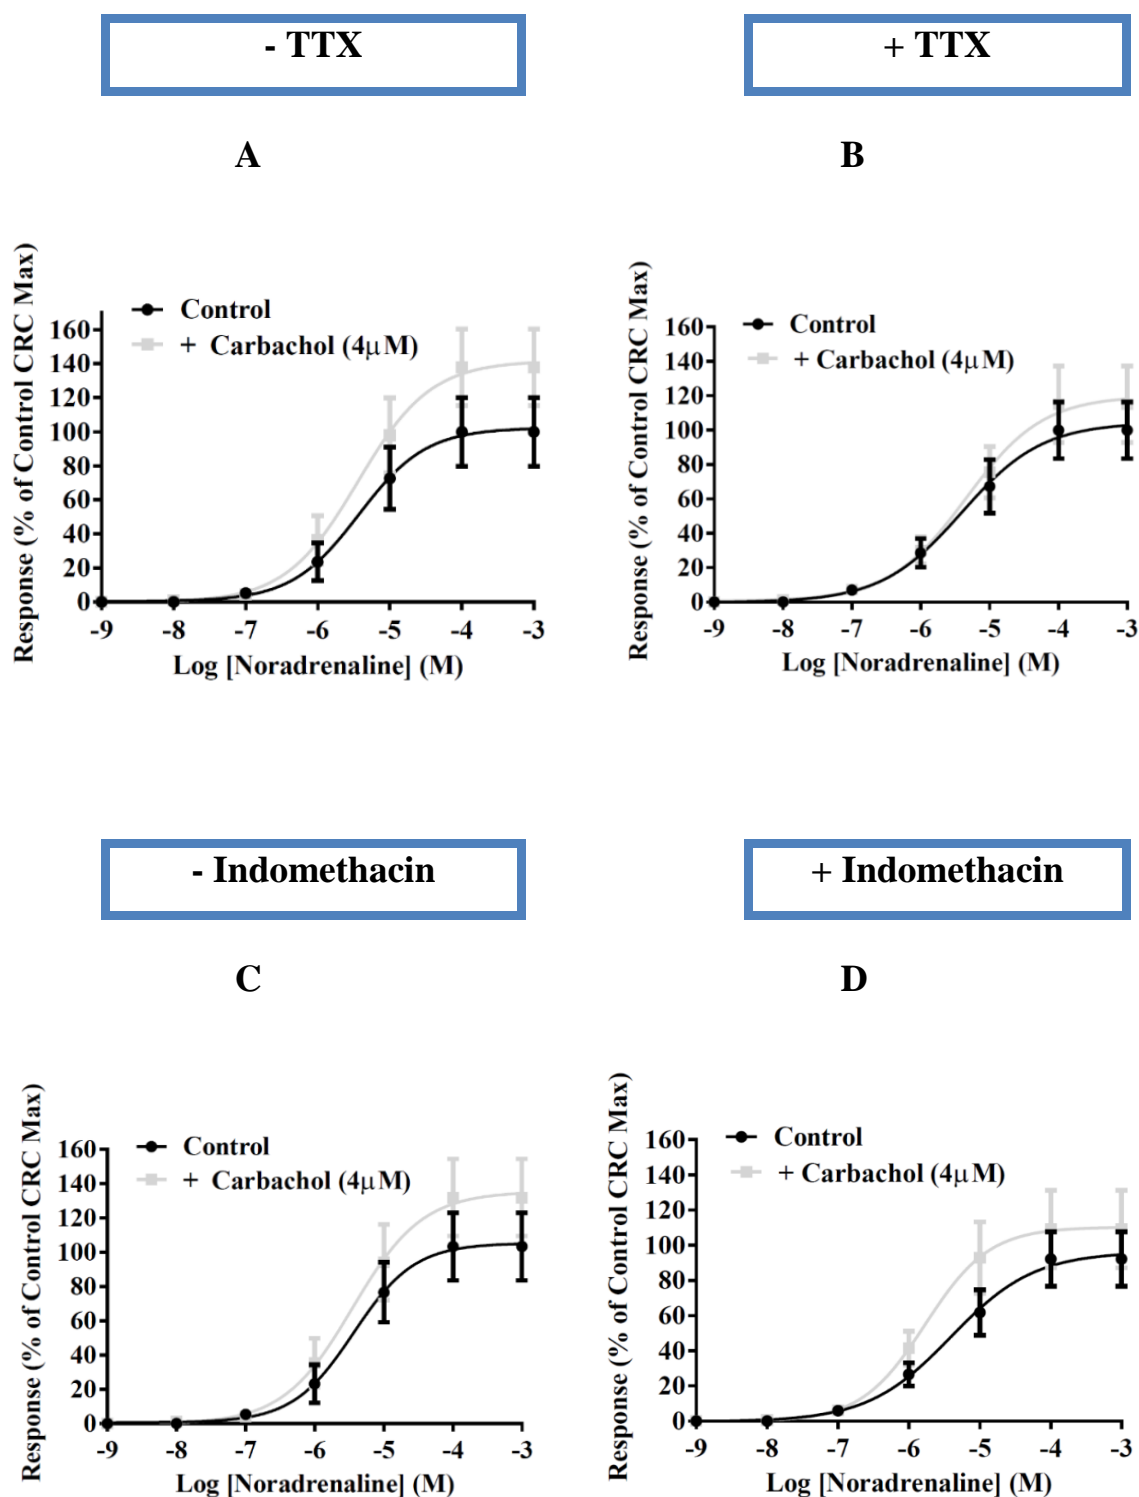 - TTX
+ TTX
A
B
Response (% of Control CRC Max)
160
140
120
100
80
60
40
20
0
Control
+ Carbachol (4µM)
-9 -8 -7 -6 -5 -4 -3
Log [Noradrenaline] (M)
Response (% of Control CRC Max)
160
140
120
100
80
60
40
20
0
Control
+ Carbachol (4µM)
-9 -8 -7 -6 -5 -4 -3
Log [Noradrenaline] (M)
- Indomethacin
+ Indomethacin
C
D
Response (% of Control CRC Max)
160
140
120
100
80
60
40
20
0
Control
+ Carbachol (4µM)
-9 -8 -7 -6 -5 -4 -3
Log [Noradrenaline] (M)
Response (% of Control CRC Max)
160
140
120
100
80
60
40
20
0
Control
+ Carbachol (4µM)
-9 -8 -7 -6 -5 -4 -3
Log [Noradrenaline] (M)